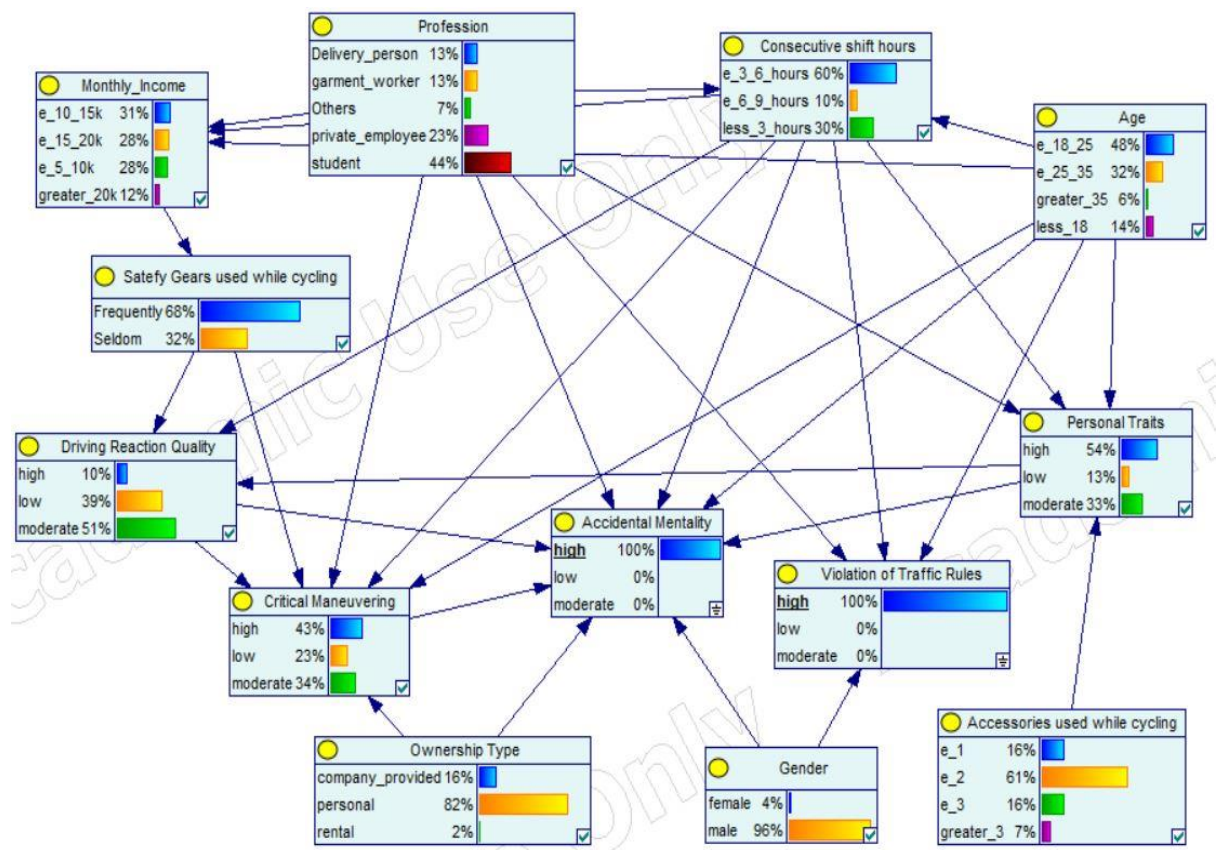 Profession
Delivery_person 13%
garment_worker 13%
Others 7%
private_employee 23%
student 44%
Consecutive shift hours
e_3_6_hours 60%
e_6_9_hours 10%
less_3_hours 30%
Monthly_Income
e_10_15k 31%
e_15_20k 28%
e_5_10k 28%
greater_20k 12%
Age
e_18_25 48%
e_25_35 32%
greater_35 6%
less_18 14%
Satefy Gears used while cycling
Frequently 68%
Seldom 32%
Driving Reaction Quality
high 10%
low 39%
moderate 51%
Personal Traits
high 54%
low 13%
moderate 33%
Accidental Mentality
high 100%
low 0%
moderate 0%
Violation of Traffic Rules
high 100%
low 0%
moderate 0%
Critical Maneuvering
high 43%
low 23%
moderate 34%
Ownership Type
company_provided 16%
personal 82%
rental 2%
Gender
female 4%
male 96%
Accessories used while cycling
e_1 16%
e_2 61%
e_3 16%
greater_3 7%